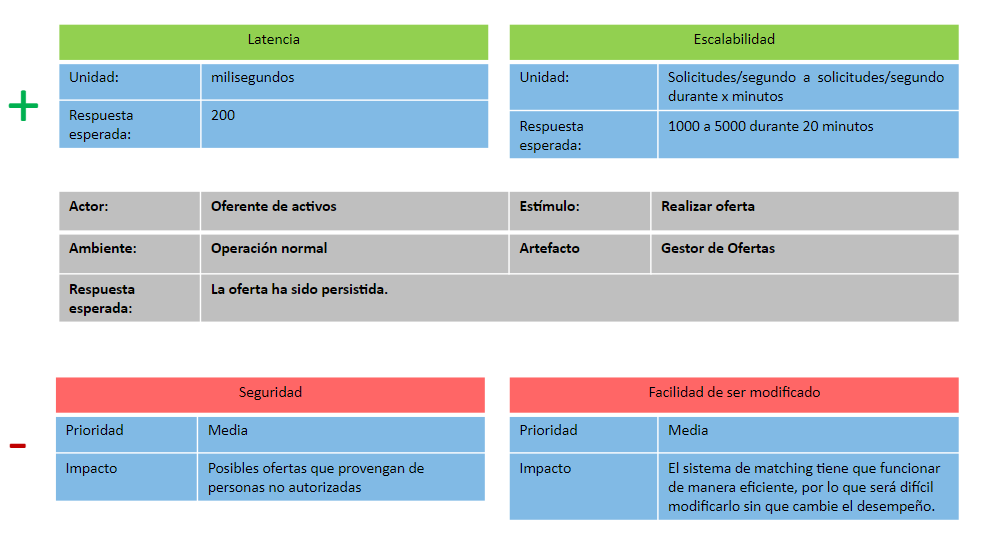 Latencia
Escalabilidad
+
Unidad:
milisegundos
Unidad:
Solicitudes/segundo a solicitudes/segundo
durante x minutos
Respuesta
esperada:
200
Respuesta
esperada:
1000 a 5000 durante 20 minutos
Actor:
Oferente de activos
Estímulo:
Realizar oferta
Ambiente:
Operación normal
Artefacto
Gestor de Ofertas
Respuesta
esperada:
La oferta ha sido persistida.
Seguridad
Facilidad de ser modificado
-
Prioridad
Media
Prioridad
Media
Impacto
Posibles ofertas que provengan de
personas no autorizadas
Impacto
El sistema de matching tiene que funcionar
de manera eficiente, por lo que será difícil
modificarlo sin que cambie el desempeño.